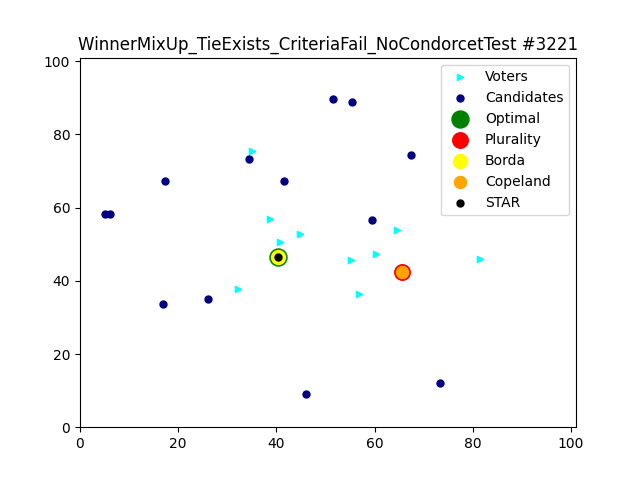 WinnerMixUp_TieExists_CriteriaFail_NoCondorcetTest #3221
100
80
60
40
20
0
0 20 40 60 80 100
Voters
Candidates
Optimal
Plurality
Borda
Copeland
STAR